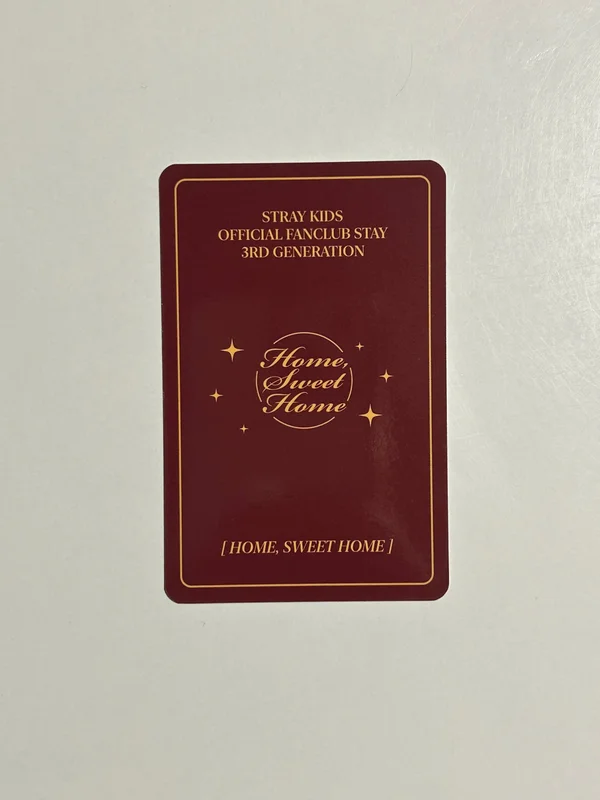 STRAY KIDS
OFFICIAL FANCLUB STAY
3RD GENERATION
Home,
Sweet
Home
[ HOME, SWEET HOME ]